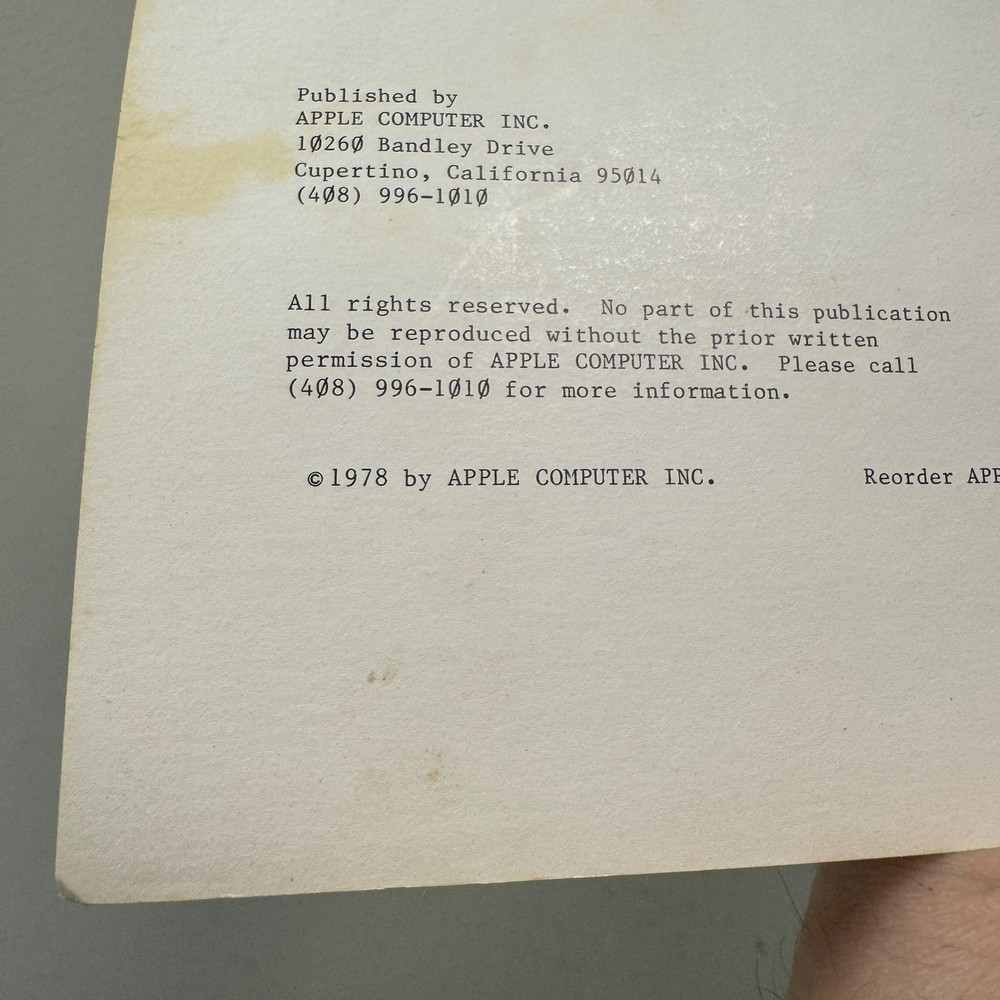 Published by
APPLE COMPUTER INC.
10260 Bandley Drive
Cupertino, California 95014
(408) 996-1010
All rights reserved. No part of this publication
may be reproduced without the prior written
permission of APPLE COMPUTER INC. Please call
(408) 996-1010 for more information.
©1978 by APPLE COMPUTER INC. Reorder